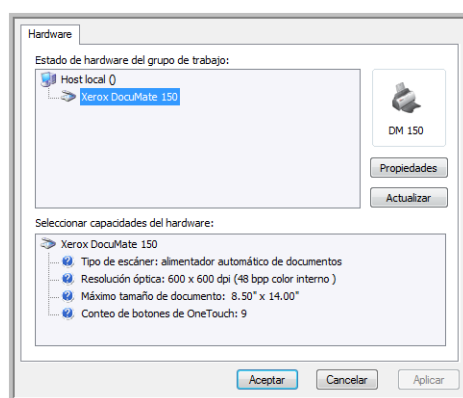 Hardware
Estado de hardware del grupo de trabajo:
Host local ()
Xerox DocuMate 150
DM 150
Propiedades
Actualizar
Seleccionar capacidades del hardware:
Xerox DocuMate 150
Tipo de escáner: alimentador automático de documentos
Resolución óptica: 600 x 600 dpi (48 bpp color interno )
Máximo tamaño de documento: 8.50" x 14.00"
Conteo de botones de OneTouch: 9
Aceptar
Cancelar
Aplicar